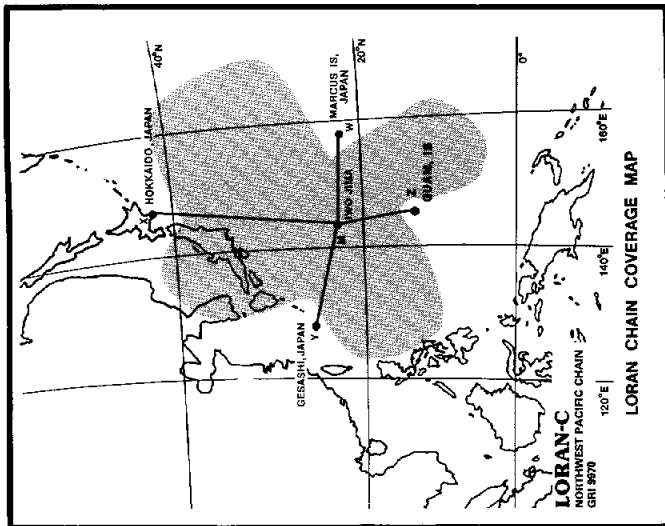 40°N
HOKKAIDO, JAPAN
X
MARCUS IS,
JAPAN
W
20°N
IWO JIMA
M
Z
GUAM, IS
GESASHI, JAPAN
Y
0°
160°E
140°E
120°E
LORAN-C
NORTHWEST PACIFIC CHAIN
GRI 9970
LORAN CHAIN COVERAGE MAP